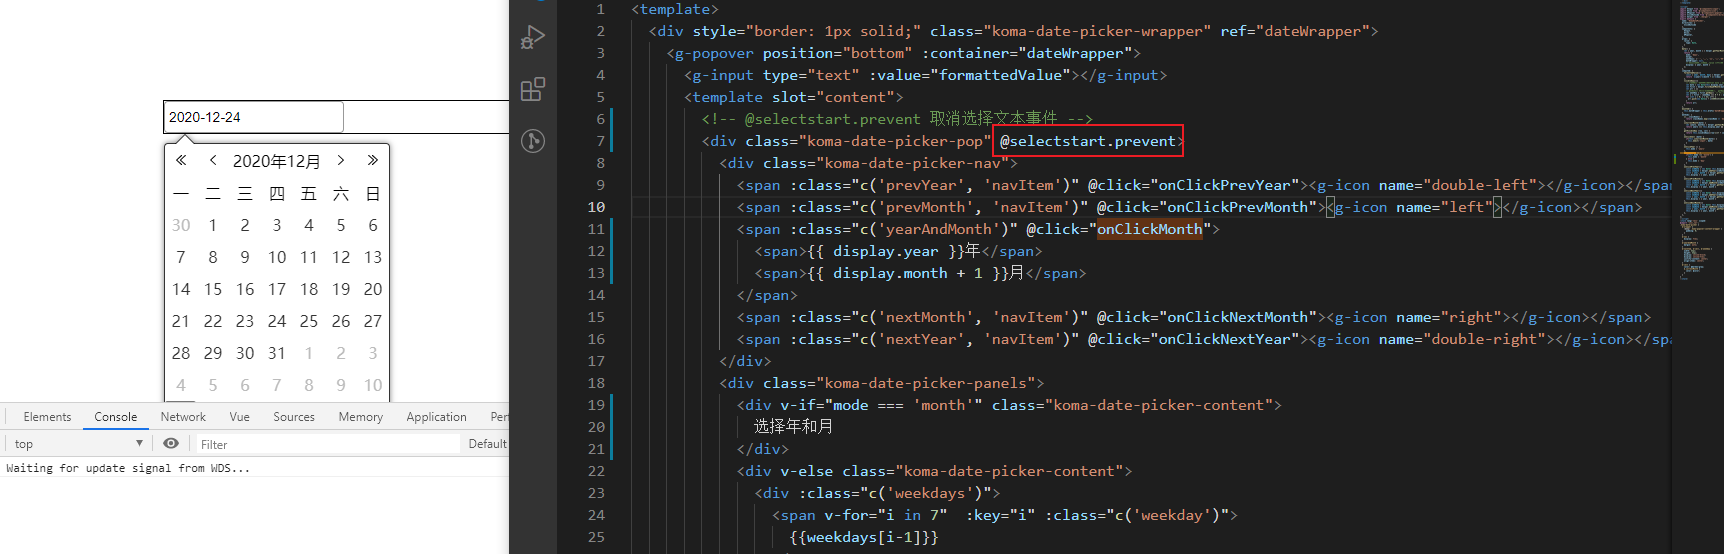 2020-12-24
2020年12月
一 二 三 四 五 六 日
30 1 2 3 4 5 6
7 8 9 10 11 12 13
14 15 16 17 18 19 20
21 22 23 24 25 26 27
28 29 30 31 1 2 3
4 5 6 7 8 9 10
Elements Console Network Vue Sources Memory Application Per
top Filter Default
Waiting for update signal from WDS...
1 <template>
2 <div style="border: 1px solid;" class="koma-date-picker-wrapper" ref="dateWrapper">
3 <g-popover position="bottom" :container="dateWrapper">
4 <g-input type="text" :value="formattedValue"></g-input>
5 <template slot="content">
6 <!-- @selectstart.prevent 取消选择文本事件 -->
7 <div class="koma-date-picker-pop" @selectstart.prevent>
8 <div class="koma-date-picker-nav">
9 <span :class="c('prevYear', 'navItem')" @click="onClickPrevYear"><g-icon name="double-left"></g-icon></span
10 <span :class="c('prevMonth', 'navItem')" @click="onClickPrevMonth"><g-icon name="left"></g-icon></span>
11 <span :class="c('yearAndMonth')" @click="onClickMonth">
12 <span>{{ display.year }}年</span>
13 <span>{{ display.month + 1 }}月</span>
14 </span>
15 <span :class="c('nextMonth', 'navItem')" @click="onClickNextMonth"><g-icon name="right"></g-icon></span>
16 <span :class="c('nextYear', 'navItem')" @click="onClickNextYear"><g-icon name="double-right"></g-icon></spa
17 </div>
18 <div class="koma-date-picker-panels">
19 <div v-if="mode === 'month'" class="koma-date-picker-content">
20 选择年和月
21 </div>
22 <div v-else class="koma-date-picker-content">
23 <div :class="c('weekdays')">
24 <span v-for="i in 7" :key="i" :class="c('weekday')">
25 {{weekdays[i-1]}}